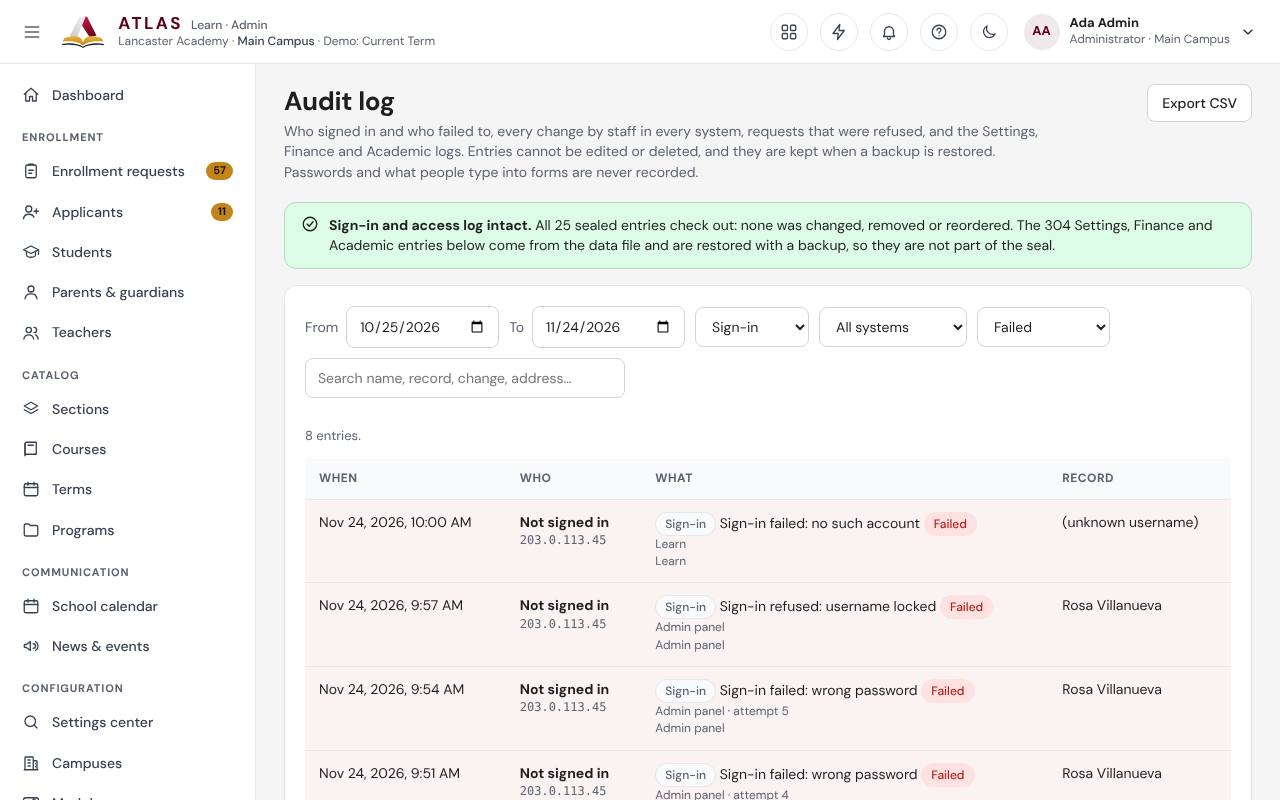 ATLAS Learn · Admin
Lancaster Academy · Main Campus · Demo: Current Term
AA
Ada Admin
Administrator · Main Campus
Dashboard
ENROLLMENT
Enrollment requests 57
Applicants 11
Students
Parents & guardians
Teachers
CATALOG
Sections
Courses
Terms
Programs
COMMUNICATION
School calendar
News & events
CONFIGURATION
Settings center
Campuses
Audit log
Export CSV
Who signed in and who failed to, every change by staff in every system, requests that were refused, and the Settings,
Finance and Academic logs. Entries cannot be edited or deleted, and they are kept when a backup is restored.
Passwords and what people type into forms are never recorded.
Sign-in and access log intact. All 25 sealed entries check out: none was changed, removed or reordered. The 304 Settings, Finance and
Academic entries below come from the data file and are restored with a backup, so they are not part of the seal.
From 10/25/2026 To 11/24/2026 Sign-in All systems Failed
Search name, record, change, address…
8 entries.
WHEN WHO WHAT RECORD
Nov 24, 2026, 10:00 AM Not signed in Sign-in Sign-in failed: no such account Failed (unknown username)
203.0.113.45 Learn
Learn
Nov 24, 2026, 9:57 AM Not signed in Sign-in Sign-in refused: username locked Failed Rosa Villanueva
203.0.113.45 Admin panel
Admin panel
Nov 24, 2026, 9:54 AM Not signed in Sign-in Sign-in failed: wrong password Failed Rosa Villanueva
203.0.113.45 Admin panel · attempt 5
Admin panel
Nov 24, 2026, 9:51 AM Not signed in Sign-in Sign-in failed: wrong password Failed Rosa Villanueva
203.0.113.45 Admin panel · attempt 4